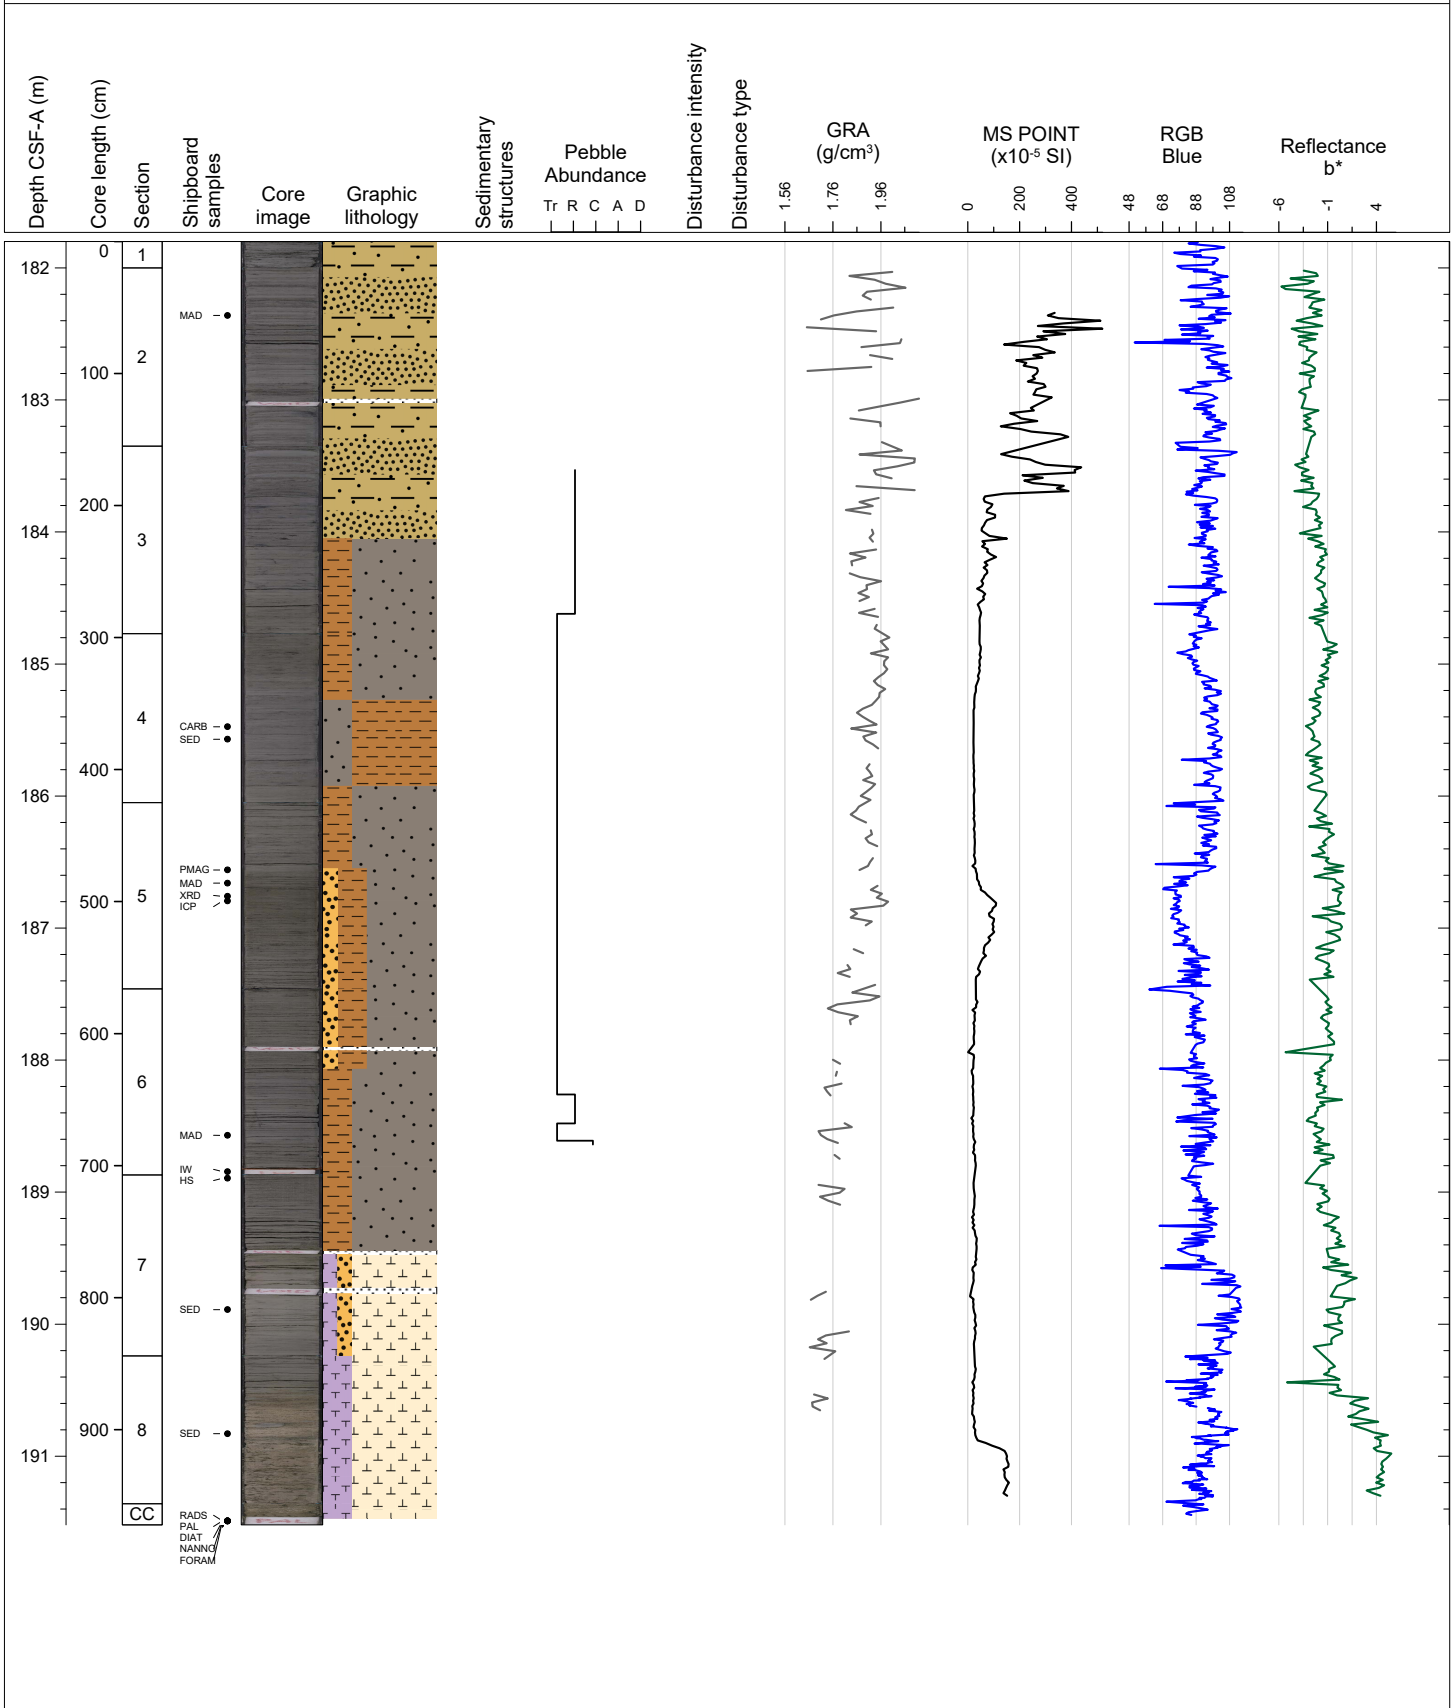 Depth CSF-A (m)
Core length (cm)
Section
Shipboard
samples
Core
image
Graphic
lithology
Sedimentary
structures
Pebble
Abundance
Tr R C A D
Disturbance intensity
Disturbance type
GRA
(g/cm³)
1.56 1.76 1.96
MS POINT
(x10⁻⁵ SI)
0 200 400
RGB
Blue
48 68 88 108
Reflectance
b*
-6 -1 4
0
1
182
MAD
2
100
183
200
184
3
300
185
4
CARB
SED
400
186
PMAG
MAD
XRD
ICP
5
500
187
600
188
6
MAD
IW
HS
700
189
7
800
SED
190
900
8
SED
191
CC
RADS
PAL
DIAT
NANNO
FORAM